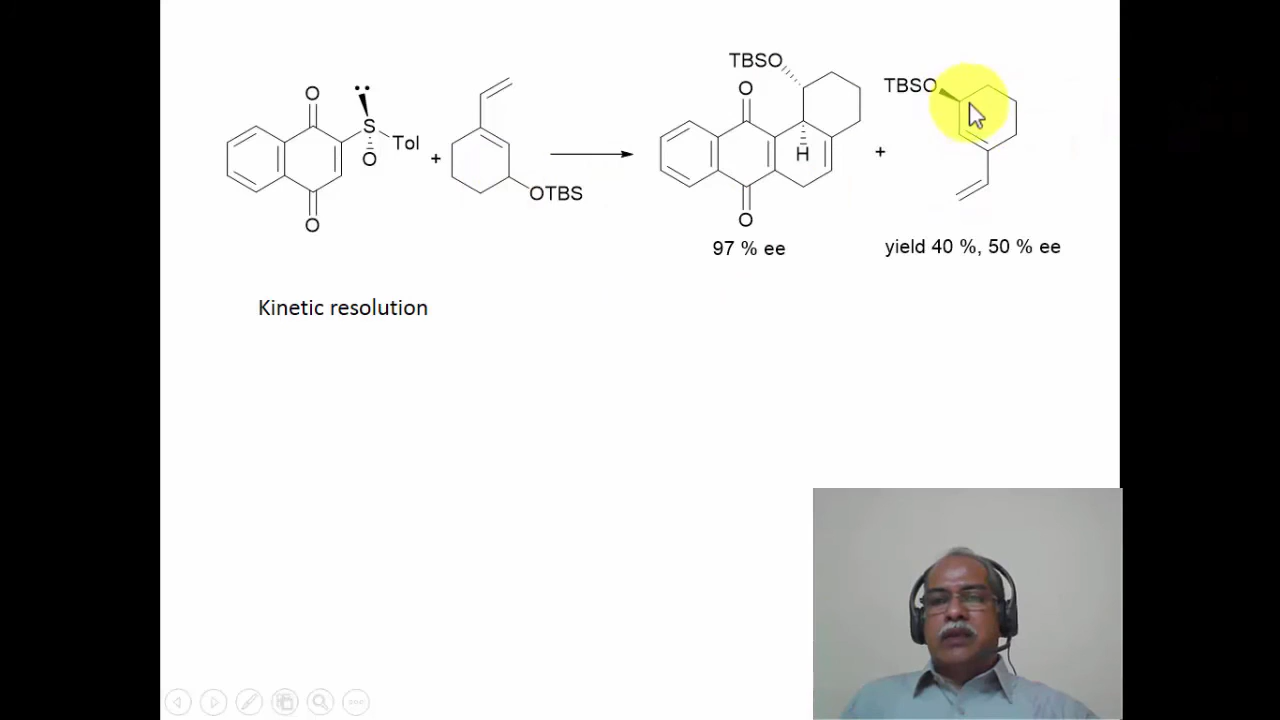 TBSO
TBSO
O
O
S
Tol
O
+
OTBS
O
H
+
O
O
97 % ee
yield 40 %, 50 % ee
Kinetic resolution